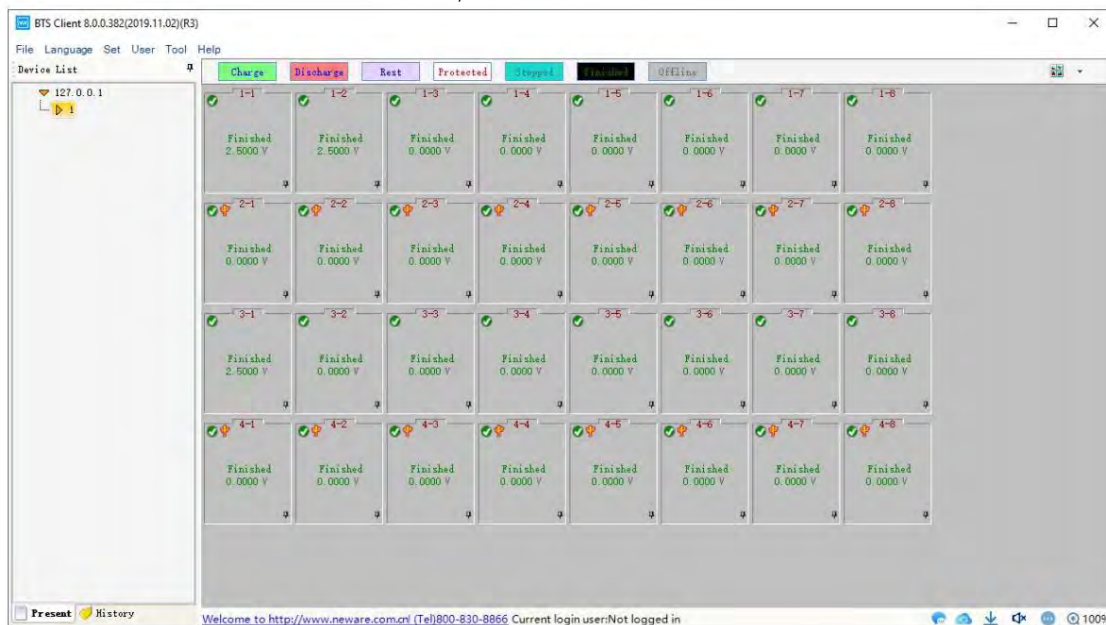 BTS Client 8.0.0.382(2019.11.02)(R3)
File Language Set User Tool Help
Device List
Charge Discharge Rest Protected Stopped Finished Offline
127.0.0.1
1
1-1 1-2 1-3 1-4 1-5 1-6 1-7 1-8
Finished Finished Finished Finished Finished Finished Finished Finished
2.5000 V 2.5000 V 0.0000 V 0.0000 V 0.0000 V 0.0000 V 0.0000 V 0.0000 V
2-1 2-2 2-3 2-4 2-5 2-6 2-7 2-8
Finished Finished Finished Finished Finished Finished Finished Finished
0.0000 V 0.0000 V 0.0000 V 0.0000 V 0.0000 V 0.0000 V 0.0000 V 0.0000 V
3-1 3-2 3-3 3-4 3-5 3-6 3-7 3-8
Finished Finished Finished Finished Finished Finished Finished Finished
2.5000 V 0.0000 V 0.0000 V 0.0000 V 0.0000 V 0.0000 V 0.0000 V 0.0000 V
4-1 4-2 4-3 4-4 4-5 4-6 4-7 4-8
Finished Finished Finished Finished Finished Finished Finished Finished
0.0000 V 0.0000 V 0.0000 V 0.0000 V 0.0000 V 0.0000 V 0.0000 V 0.0000 V
Present History
Welcome to http://www.neware.com.cn! (Tel)800-830-8866 Current login user:Not logged in
100%